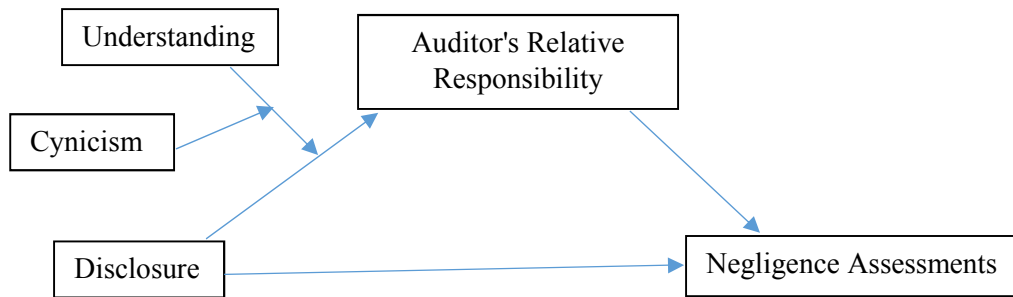 Understanding
Auditor's Relative
Responsibility
Cynicism
Disclosure
Negligence Assessments